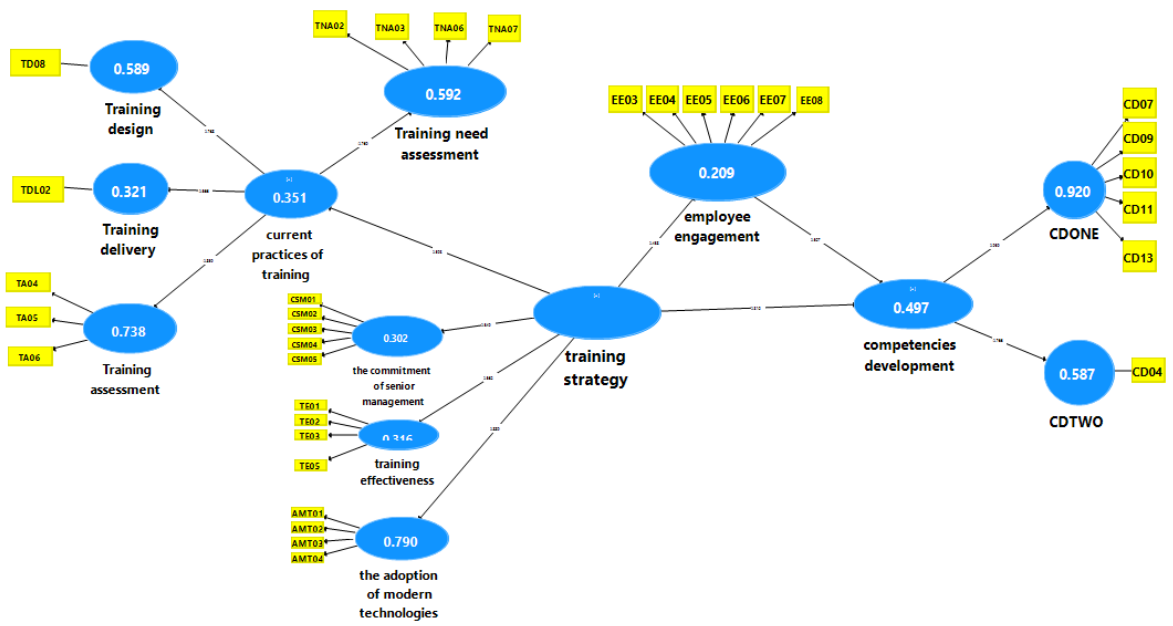 TD08
0.589
Training
design
TDL02
0.321
Training
delivery
TA04
TA05
TA06
0.738
Training
assessment
TNA02
TNA03
TNA06
TNA07
0.592
Training need
assessment
[+]
0.351
current
practices of
training
CSM01
CSM02
CSM03
CSM04
CSM05
0.302
the commitment
of senior
management
TE01
TE02
TE03
TE05
0.316
training
effectiveness
AMT01
AMT02
AMT03
AMT04
0.790
the adoption
of modern
technologies
[+]
training
strategy
EE03
EE04
EE05
EE06
EE07
EE08
0.209
employee
engagement
[+]
0.497
competencies
development
CD07
CD09
CD10
CD11
CD13
0.920
CDONE
0.587
CDTWO
CD04